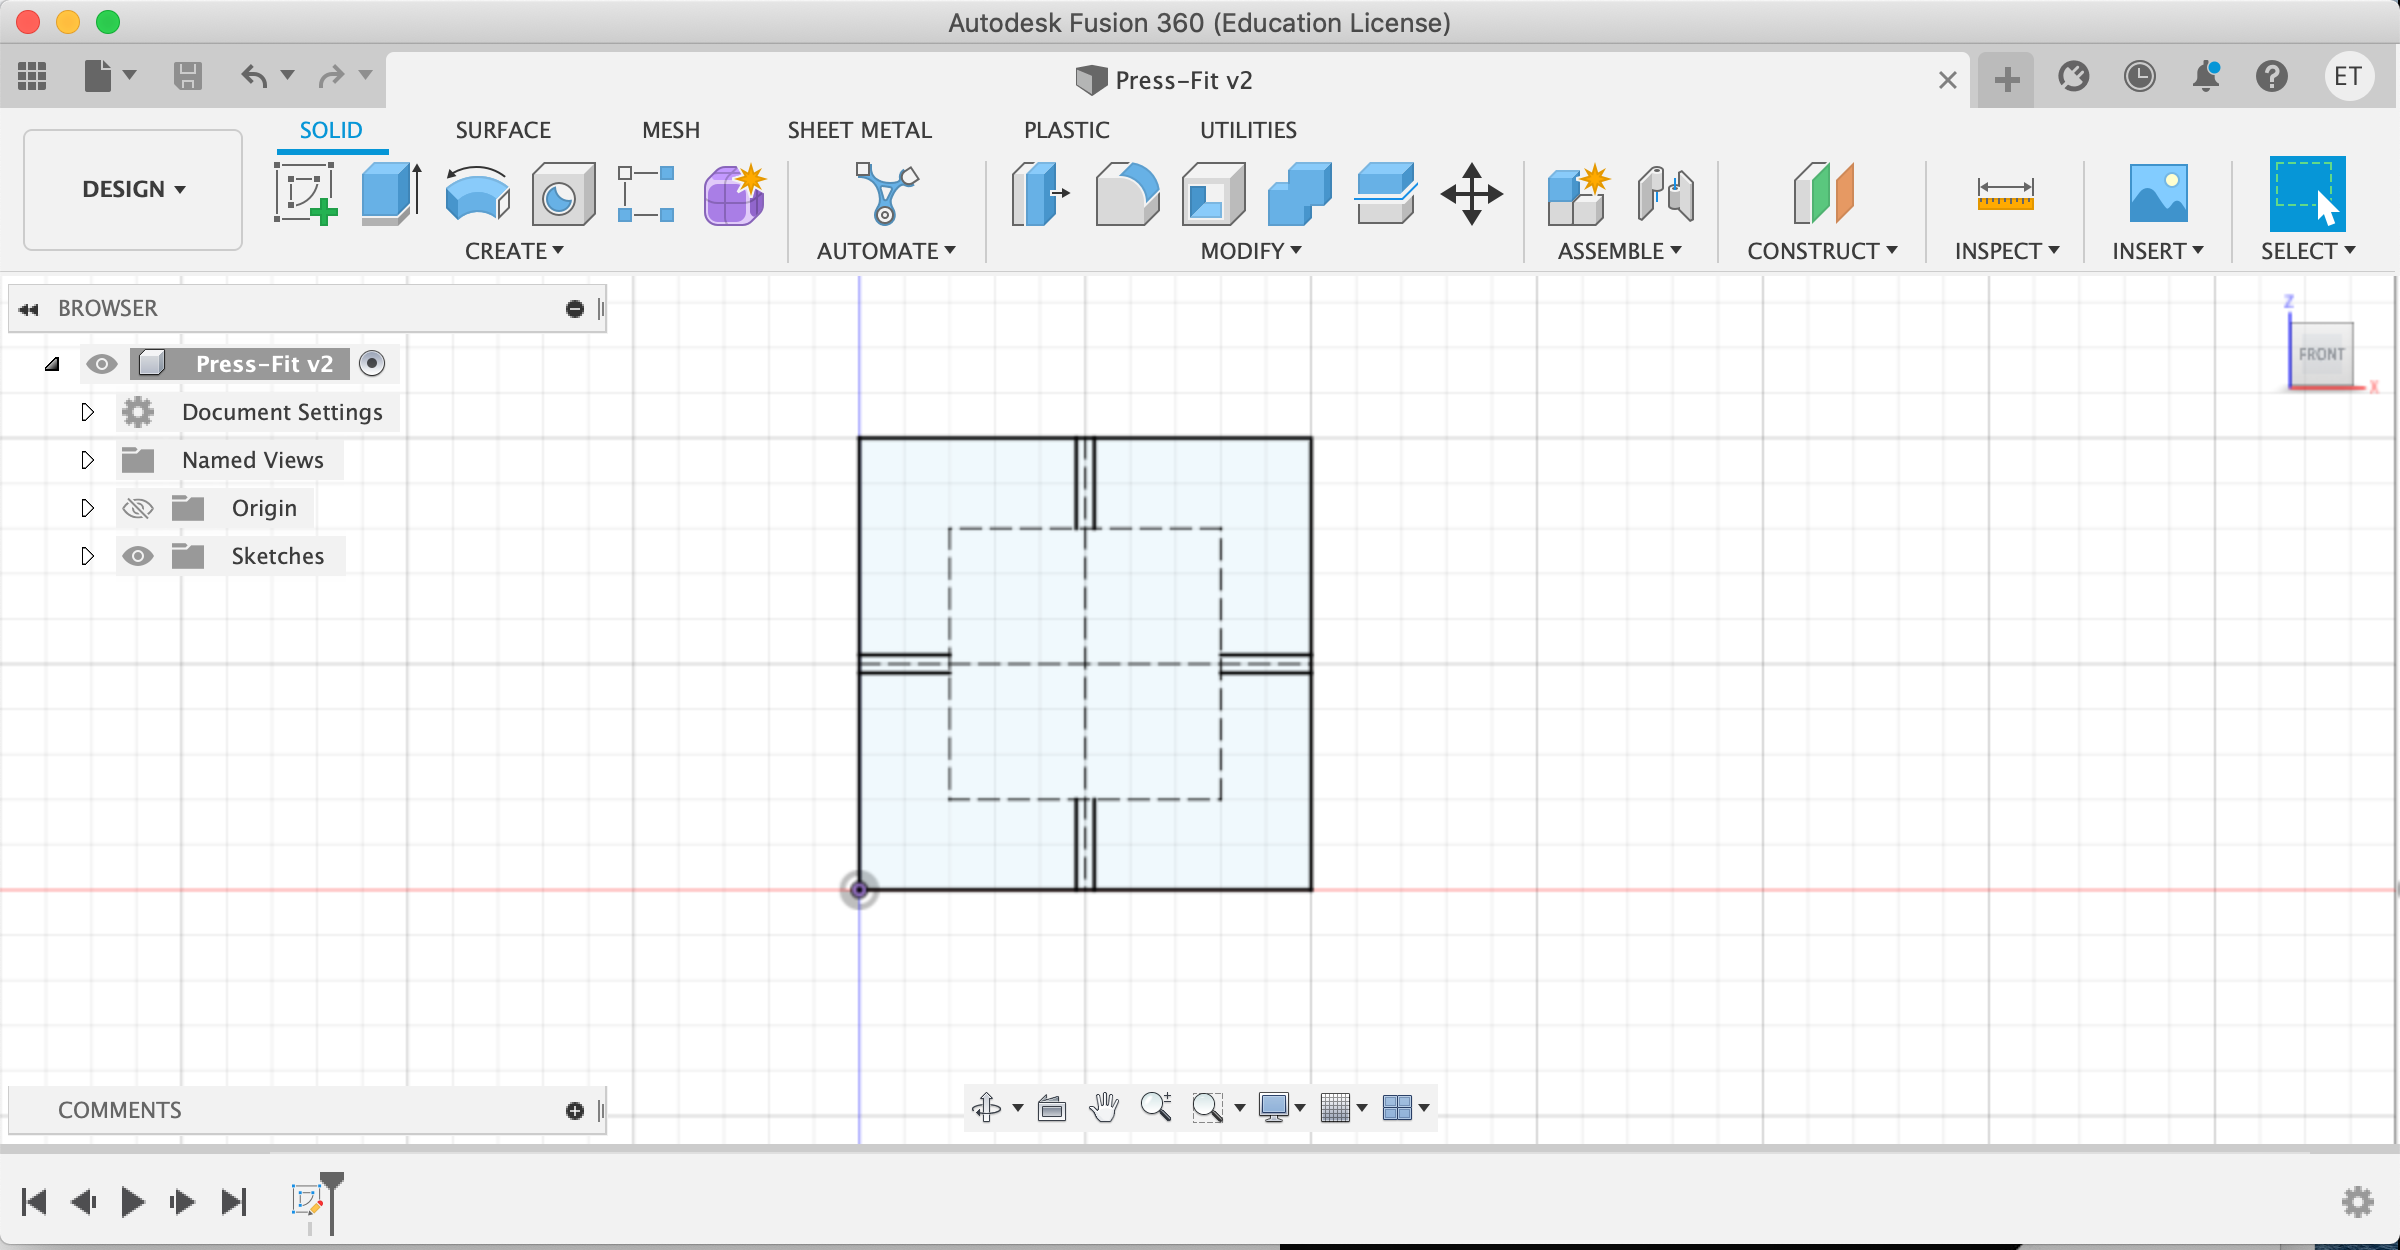 Autodesk Fusion 360 (Education License)
Press-Fit v2
ET
SOLID
SURFACE
MESH
SHEET METAL
PLASTIC
UTILITIES
DESIGN
CREATE
AUTOMATE
MODIFY
ASSEMBLE
CONSTRUCT
INSPECT
INSERT
SELECT
BROWSER
Press-Fit v2
Document Settings
Named Views
Origin
Sketches
Z
FRONT
X
COMMENTS